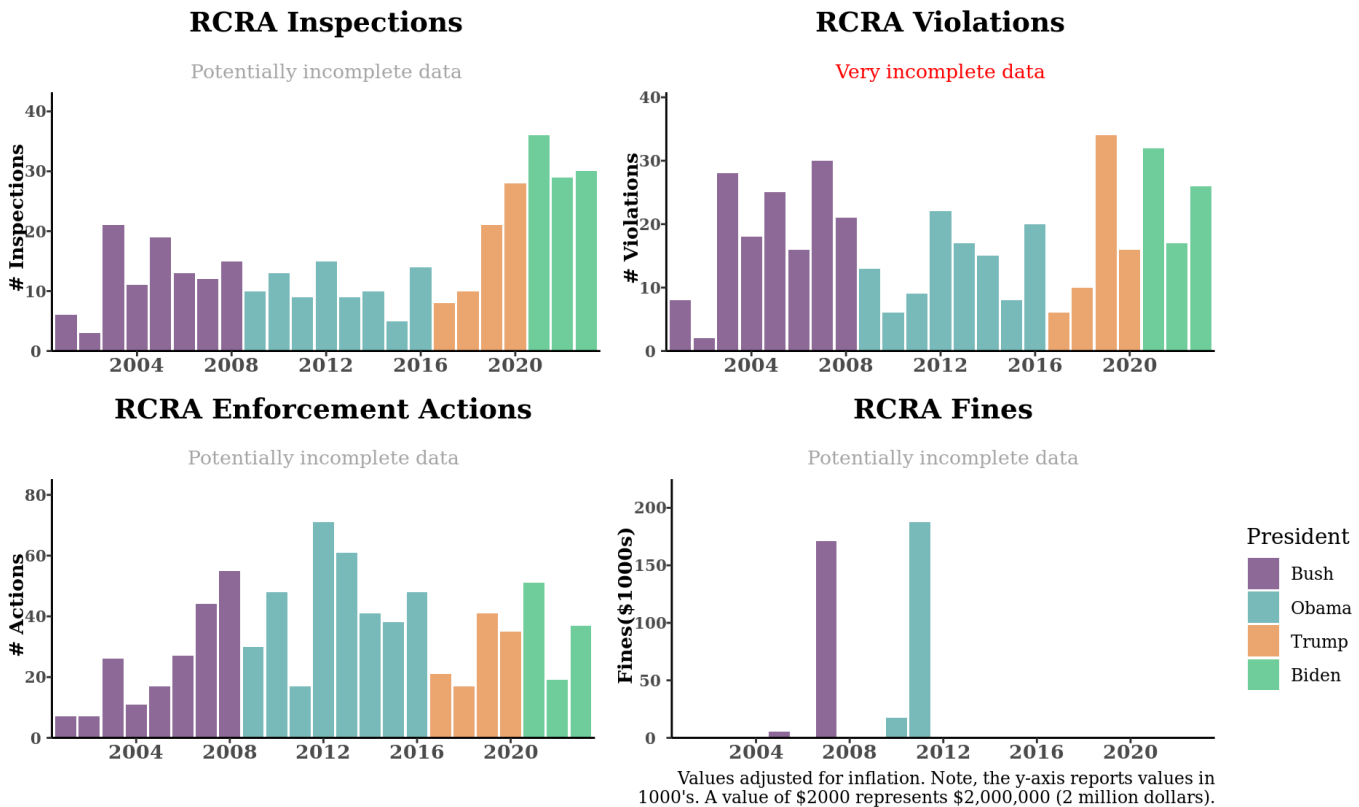 RCRA Inspections
Potentially incomplete data
# Inspections
40
30
20
10
0
2004 2008 2012 2016 2020
RCRA Violations
Very incomplete data
# Violations
40
30
20
10
0
2004 2008 2012 2016 2020
RCRA Enforcement Actions
Potentially incomplete data
# Actions
80
60
40
20
0
2004 2008 2012 2016 2020
RCRA Fines
Potentially incomplete data
Fines($1000s)
200
150
100
50
0
2004 2008 2012 2016 2020
President
Bush
Obama
Trump
Biden
Values adjusted for inflation. Note, the y-axis reports values in
1000's. A value of $2000 represents $2,000,000 (2 million dollars).